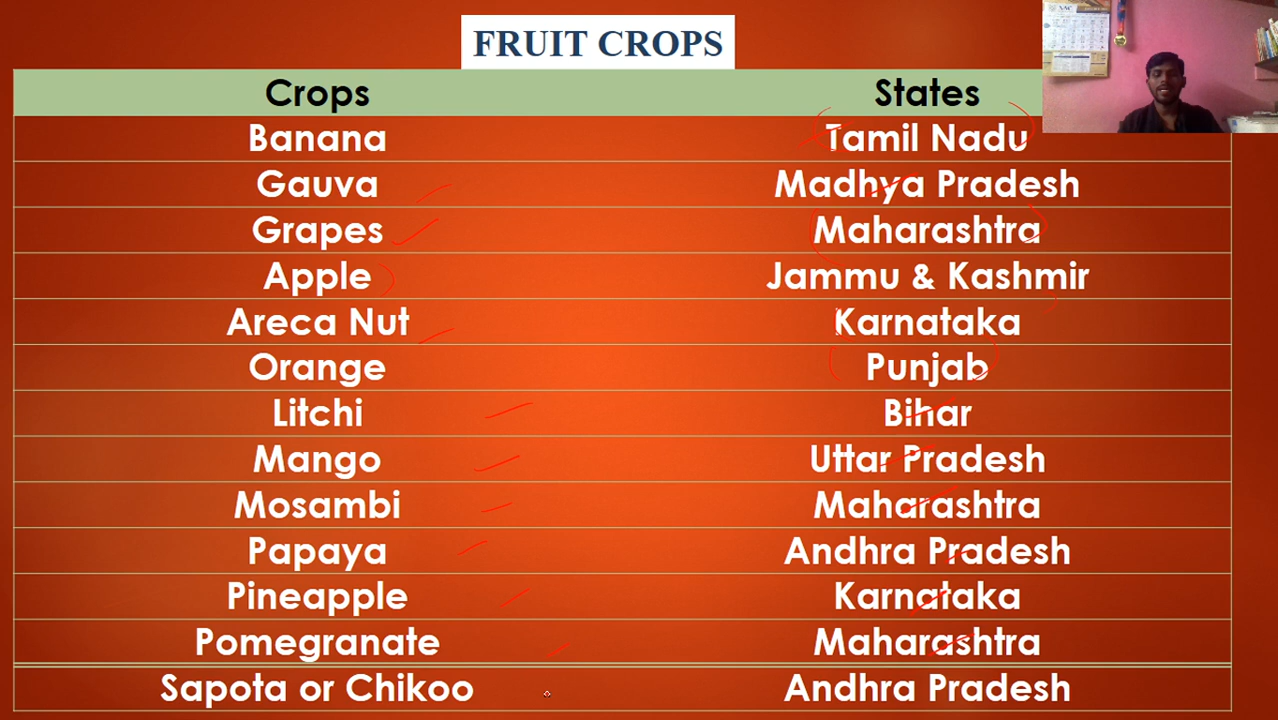 FRUIT CROPS
Crops States
Banana Tamil Nadu
Gauva Madhya Pradesh
Grapes Maharashtra
Apple Jammu & Kashmir
Areca Nut Karnataka
Orange Punjab
Litchi Bihar
Mango Uttar Pradesh
Mosambi Maharashtra
Papaya Andhra Pradesh
Pineapple Karnataka
Pomegranate Maharashtra
Sapota or Chikoo Andhra Pradesh